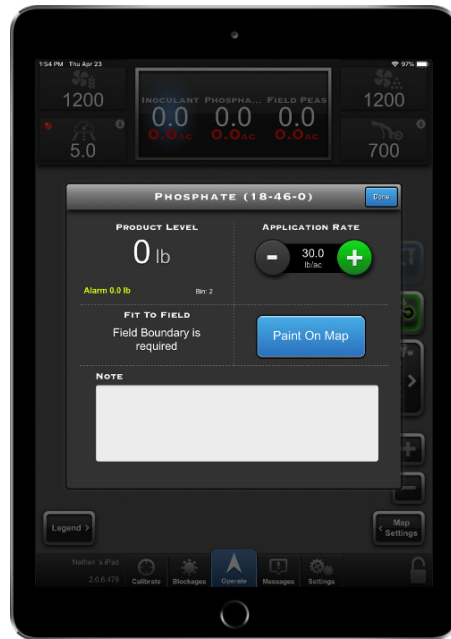 1:54 PM Thu Apr 23
97%
1200
INOCULANT PHOSPHA... FIELD PEAS
0.0 0.0 0.0
0.0AC 0.0AC 0.0AC
1200
5.0
700
PHOSPHATE (18-46-0)
Done
PRODUCT LEVEL
0 lb
Alarm 0.0 lb
Bin: 2
APPLICATION RATE
-
30.0
lb/ac
+
FIT TO FIELD
Field Boundary is
required
Paint On Map
NOTE
Legend >
< Map
Settings
Nathan 's iPad
2.0.6.478
Calibrate
Blockages
Operate
Messages
Settings